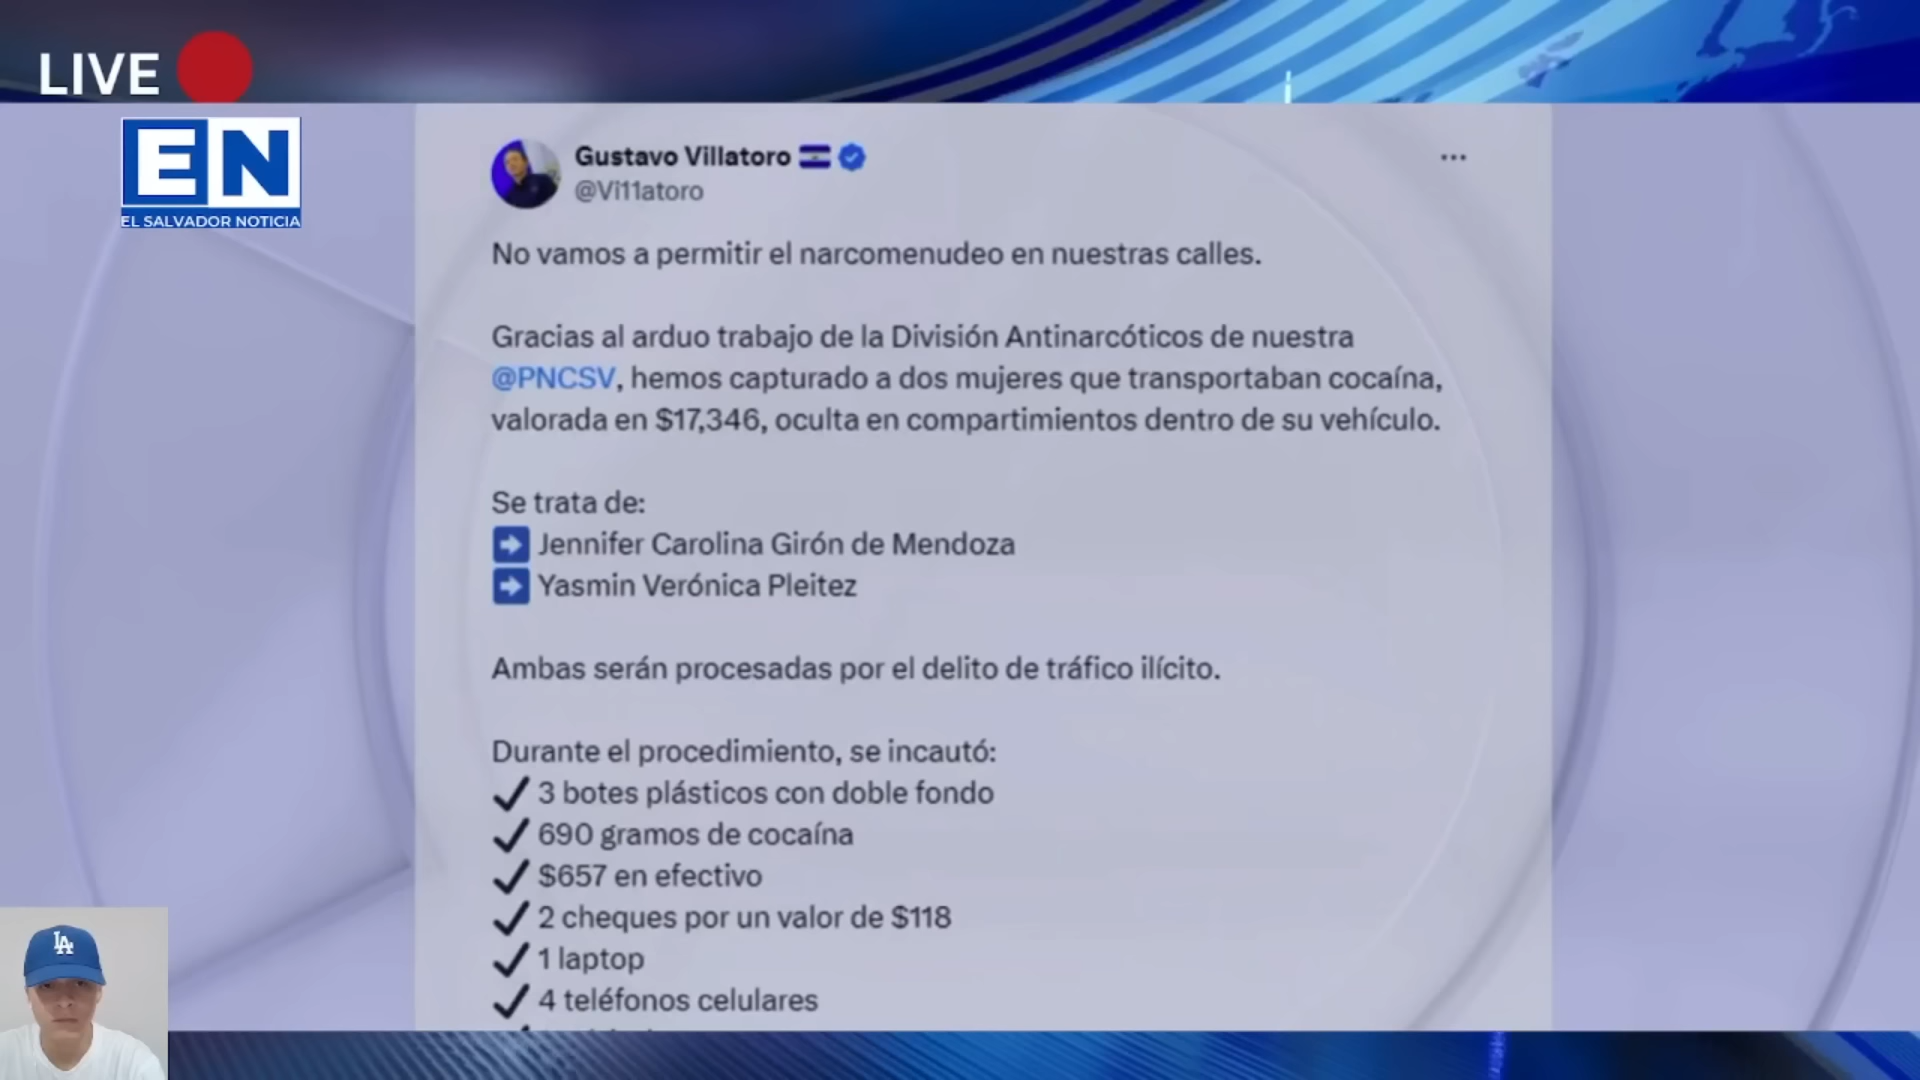 LIVE
EN
EL SALVADOR NOTICIA
Gustavo Villatoro
@Vi11atoro
No vamos a permitir el narcomenudeo en nuestras calles.
Gracias al arduo trabajo de la División Antinarcóticos de nuestra
@PNCSV, hemos capturado a dos mujeres que transportaban cocaína,
valorada en $17,346, oculta en compartimientos dentro de su vehículo.
Se trata de:
Jennifer Carolina Girón de Mendoza
Yasmin Verónica Pleitez
Ambas serán procesadas por el delito de tráfico ilícito.
Durante el procedimiento, se incautó:
3 botes plásticos con doble fondo
690 gramos de cocaína
$657 en efectivo
2 cheques por un valor de $118
1 laptop
4 teléfonos celulares
LA